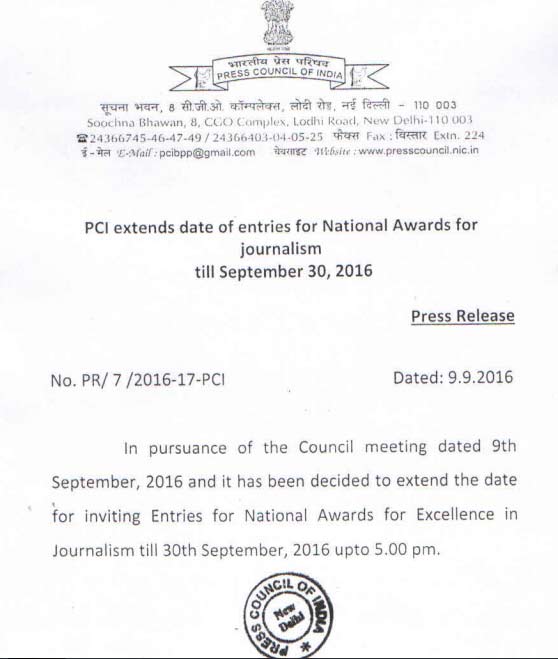 भारतीय प्रेस परिषद
PRESS COUNCIL OF INDIA
सूचना भवन, 8 सी.जी.ओ. कॉम्पलेक्स, लोदी रोड, नई दिल्ली - 110 003
Soochna Bhawan, 8, CGO Complex, Lodhi Road, New Delhi-110 003
☎24366745-46-47-49 / 24366403-04-05-25 फैक्स Fax : विस्तार Extn. 224
ई - मेल E-Mail : pcibpp@gmail.com वेबसाइट Website : www.presscouncil.nic.in
PCI extends date of entries for National Awards for
journalism
till September 30, 2016
Press Release
No. PR/ 7 /2016-17-PCI Dated: 9.9.2016
In pursuance of the Council meeting dated 9th
September, 2016 and it has been decided to extend the date
for inviting Entries for National Awards for Excellence in
Journalism till 30th September, 2016 upto 5.00 pm.
PRESS COUNCIL OF INDIA
New
Delhi